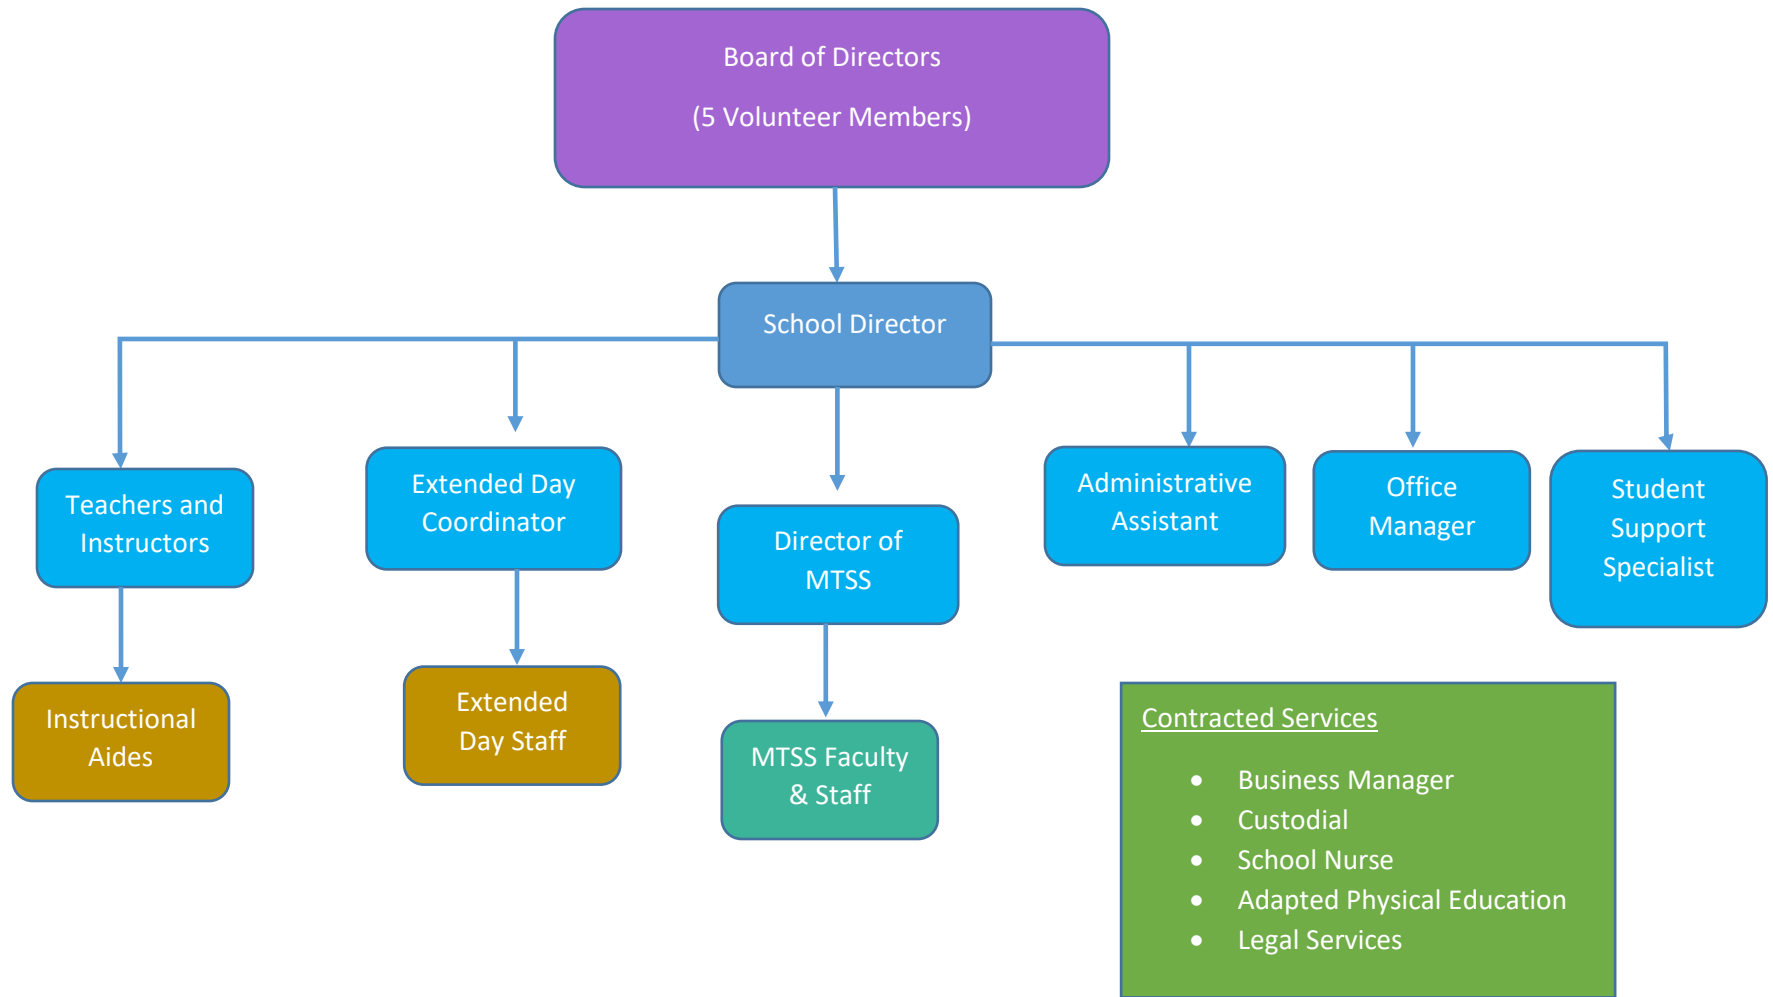 Board of Directors
(5 Volunteer Members)
School Director
Teachers and
Instructors
Extended Day
Coordinator
Director of
MTSS
Administrative
Assistant
Office
Manager
Student
Support
Specialist
Instructional
Aides
Extended
Day Staff
MTSS Faculty
& Staff
Contracted Services
• Business Manager
• Custodial
• School Nurse
• Adapted Physical Education
• Legal Services